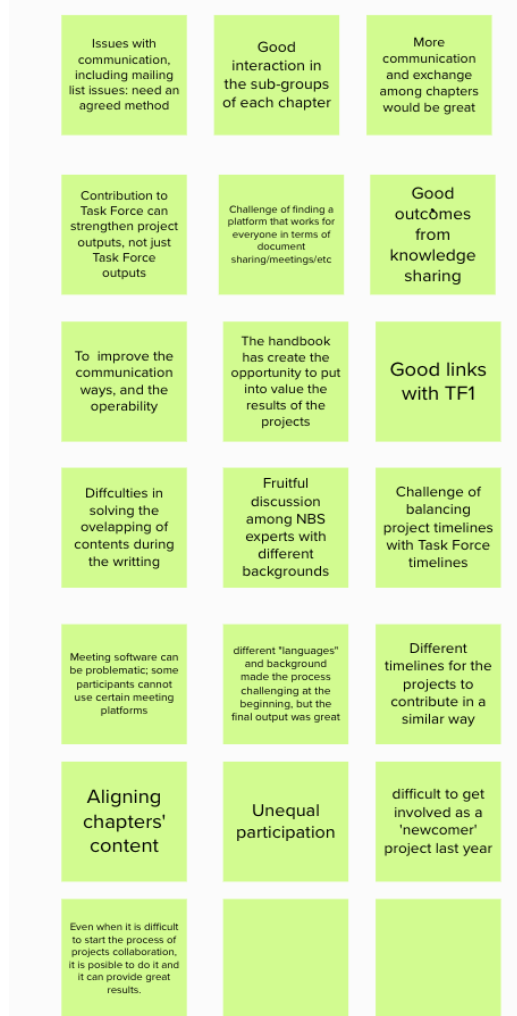 Issues with
communication,
including mailing
list issues: need an
agreed method
Good
interaction in
the sub-groups
of each chapter
More
communication
and exchange
among chapters
would be great
Contribution to
Task Force can
strengthen project
outputs, not just
Task Force
outputs
Challenge of finding a
platform that works for
everyone in terms of
document
sharing/meetings/etc
Good
outcomes
from
knowledge
sharing
To  improve the
communication
ways, and the
operability
The handbook
has create the
opportunity to put
into value the
results of the
projects
Good links
with TF1
Diffculties in
solving the
ovelapping of
contents during
the writting
Fruitful
discussion
among NBS
experts with
different
backgrounds
Challenge of
balancing
project timelines
with Task Force
timelines
Meeting software can
be problematic; some
participants cannot
use certain meeting
platforms
different "languages"
and background
made the process
challenging at the
beginning, but the
final output was great
Different
timelines for the
projects to
contribute in a
similar way
Aligning
chapters'
content
Unequal
participation
difficult to get
involved as a
'newcomer'
project last year
Even when it is difficult
to start the process of
projects collaboration,
it is posible to do it and
it can provide great
results.